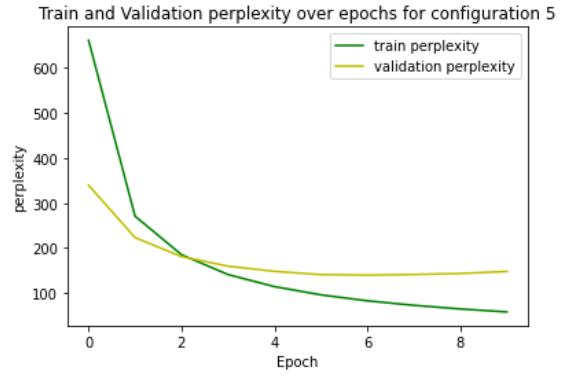 Train and Validation perplexity over epochs for configuration 5
train perplexity
validation perplexity
perplexity
600
500
400
300
200
100
0
2
4
6
8
Epoch